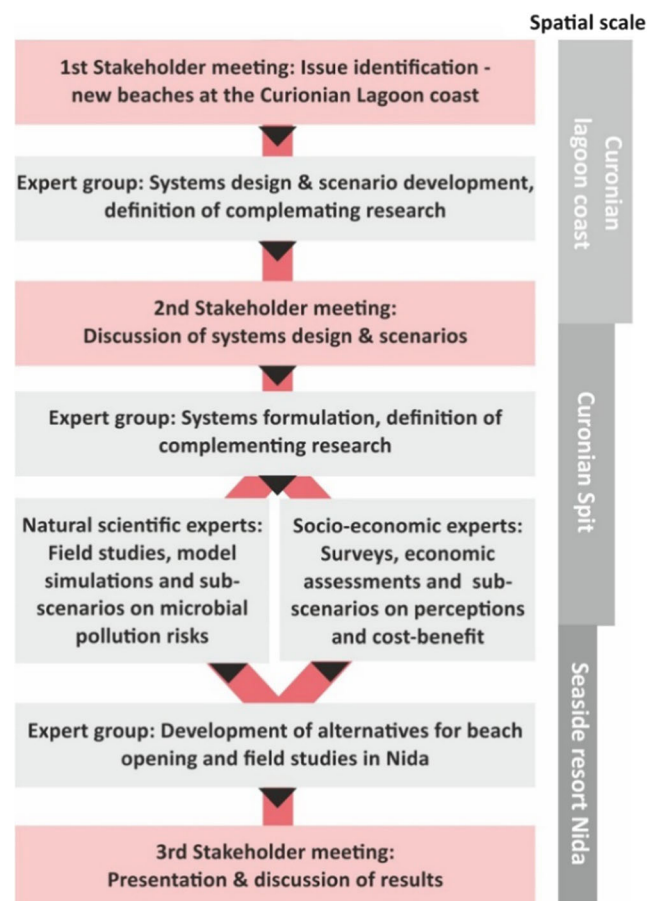 Spatial scale
1st Stakeholder meeting: Issue identification -
new beaches at the Curionian Lagoon coast
Expert group: Systems design & scenario development,
definition of complemating research
2nd Stakeholder meeting:
Discussion of systems design & scenarios
Expert group: Systems formulation, definition of
complementing research
Natural scientific experts:
Field studies, model
simulations and sub-
scenarios on microbial
pollution risks
Socio-economic experts:
Surveys, economic
assessments and sub-
scenarios on perceptions
and cost-benefit
Expert group: Development of alternatives for beach
opening and field studies in Nida
3rd Stakeholder meeting:
Presentation & discussion of results
Curonian
lagoon coast
Curonian Spit
Seaside resort Nida